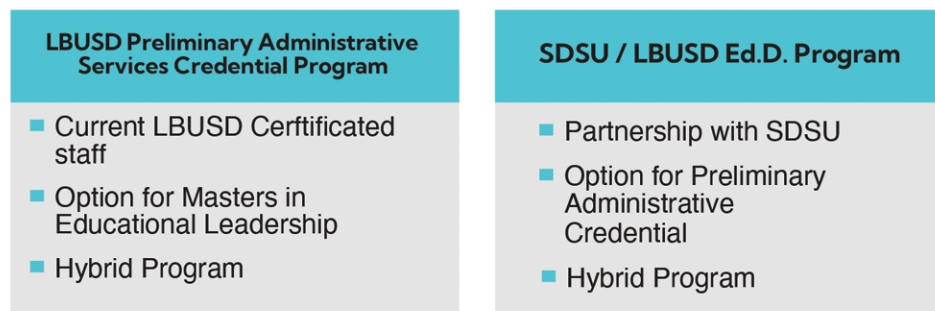 LBUSD Preliminary Administrative
Services Credential Program
Current LBUSD Cerftificated
staff
Option for Masters in
Educational Leadership
Hybrid Program
SDSU / LBUSD Ed.D. Program
Partnership with SDSU
Option for Preliminary
Administrative
Credential
Hybrid Program